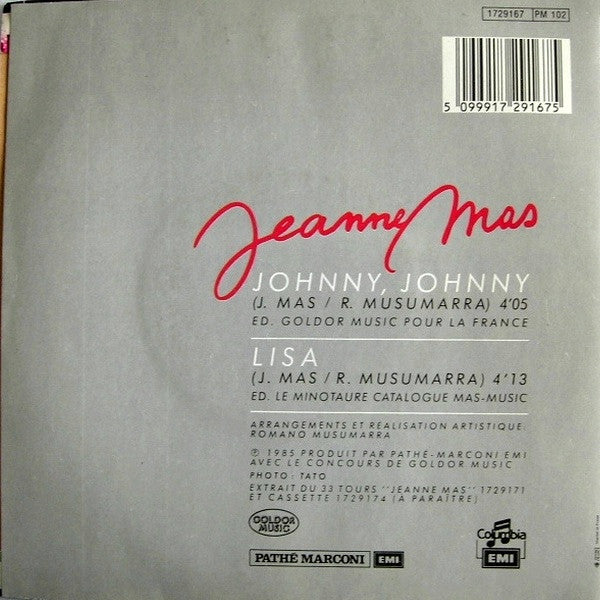 1729167 PM 102
5 099917 291675
Jeanne Mas
JOHNNY, JOHNNY
(J. MAS / R. MUSUMARRA) 4'05
ED. GOLDOR MUSIC POUR LA FRANCE
LISA
(J. MAS / R. MUSUMARRA) 4'13
ED. LE MINOTAURE CATALOGUE MAS-MUSIC
ARRANGEMENTS ET RÉALISATION ARTISTIQUE:
ROMANO MUSUMARRA
℗ 1985 PRODUIT PAR PATHÉ-MARCONI EMI
AVEC LE CONCOURS DE GOLDOR MUSIC
PHOTO : TATO
EXTRAIT DU 33 TOURS "JEANNE MAS" 1729171
ET CASSETTE 1729174 (A PARAÎTRE)
GOLDOR
MUSIC
Columbia
PATHÉ MARCONI EMI
EMI